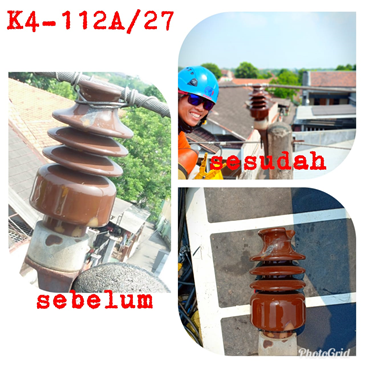 K4-112A/27
sesudah
sebelum
PhotoGrid